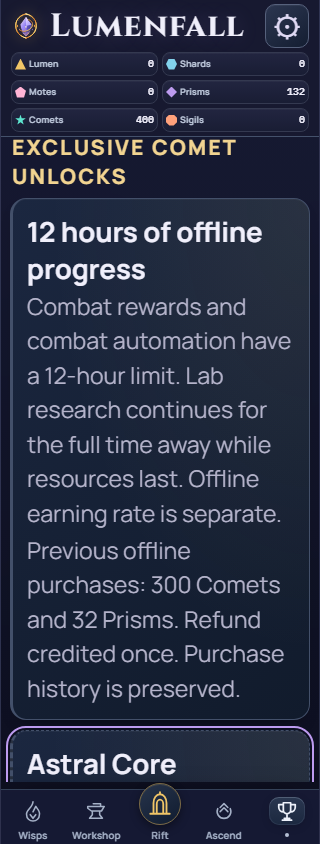 LUMENFALL
Lumen 0
Shards 0
Motes 0
Prisms 132
Comets 400
Sigils 0
EXCLUSIVE COMET
UNLOCKS
12 hours of offline
progress
Combat rewards and
combat automation have
a 12-hour limit. Lab
research continues for
the full time away while
resources last. Offline
earning rate is separate.
Previous offline
purchases: 300 Comets
and 32 Prisms. Refund
credited once. Purchase
history is preserved.
Astral Core
Wisps
Workshop
Rift
Ascend